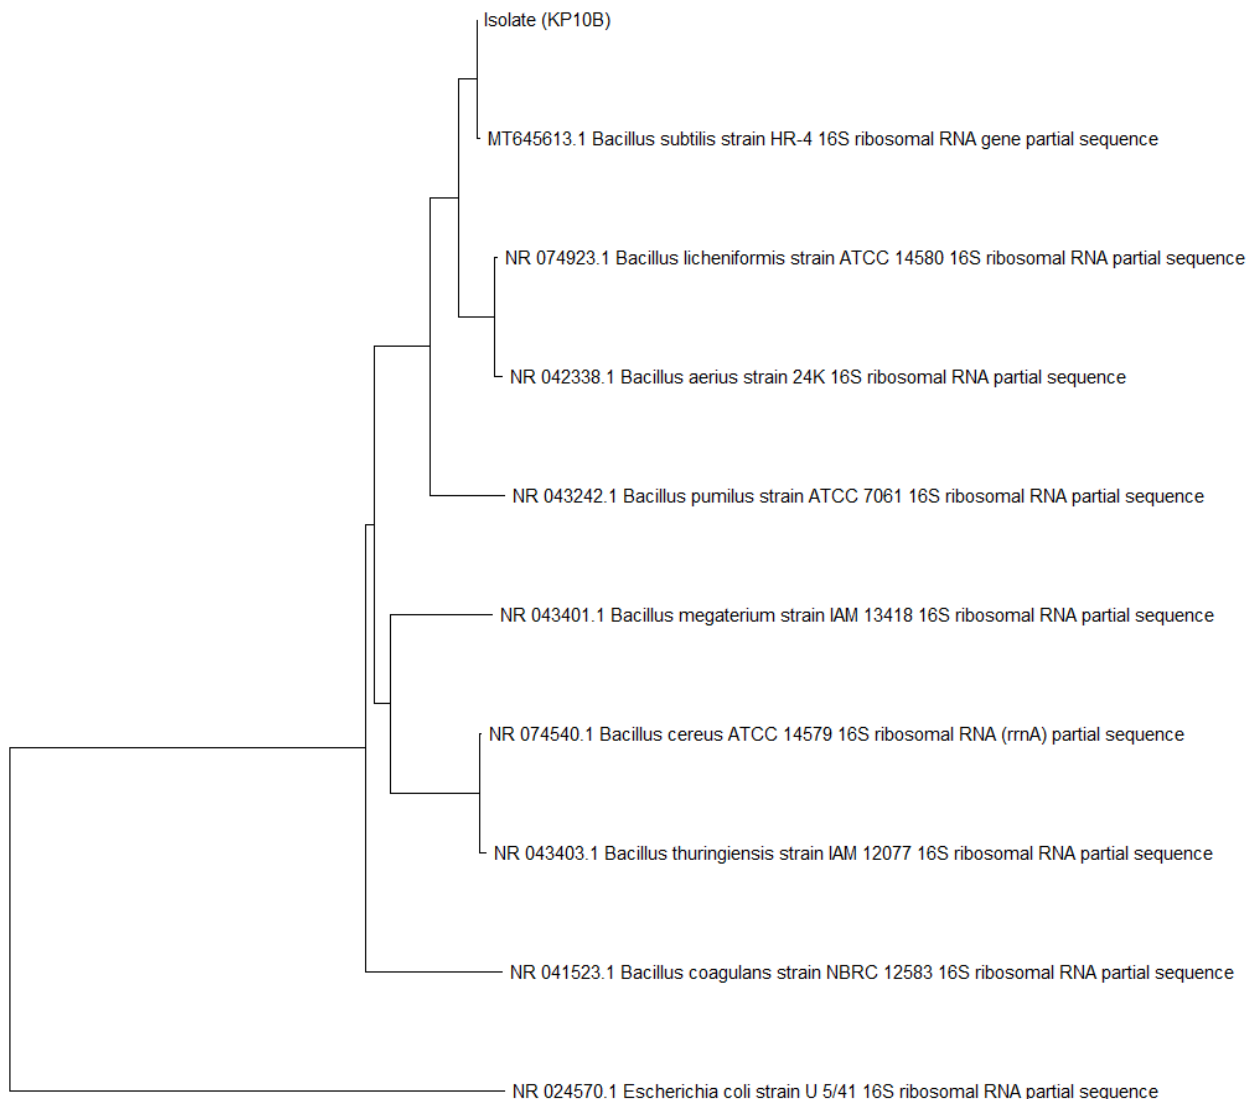 Isolate (KP10B)
MT645613.1 Bacillus subtilis strain HR-4 16S ribosomal RNA gene partial sequence
NR 074923.1 Bacillus licheniformis strain ATCC 14580 16S ribosomal RNA partial sequence
NR 042338.1 Bacillus aerius strain 24K 16S ribosomal RNA partial sequence
NR 043242.1 Bacillus pumilus strain ATCC 7061 16S ribosomal RNA partial sequence
NR 043401.1 Bacillus megaterium strain IAM 13418 16S ribosomal RNA partial sequence
NR 074540.1 Bacillus cereus ATCC 14579 16S ribosomal RNA (rrnA) partial sequence
NR 043403.1 Bacillus thuringiensis strain IAM 12077 16S ribosomal RNA partial sequence
NR 041523.1 Bacillus coagulans strain NBRC 12583 16S ribosomal RNA partial sequence
NR 024570.1 Escherichia coli strain U 5/41 16S ribosomal RNA partial sequence